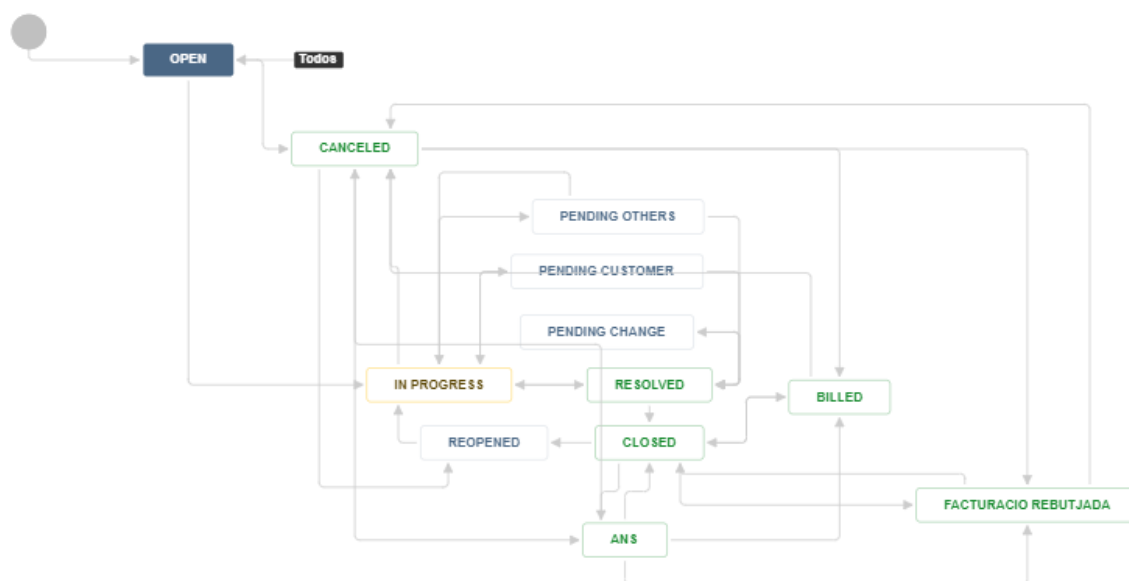 OPEN
Todos
CANCELED
PENDING OTHERS
PENDING CUSTOMER
PENDING CHANGE
IN PROGRESS
RESOLVED
BILLED
REOPENED
CLOSED
FACTURACIO REBUTJADA
ANS